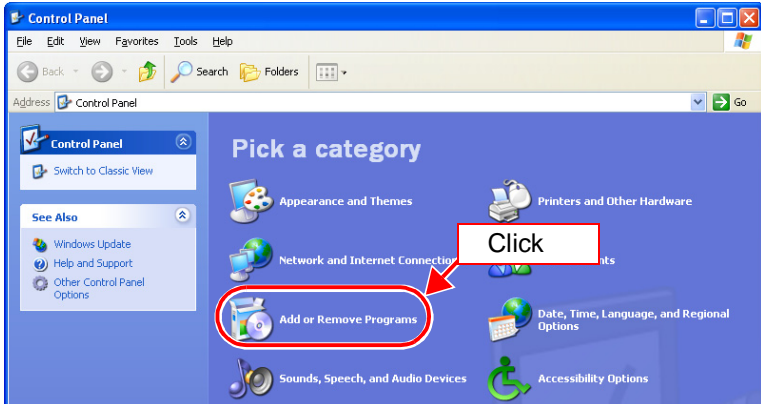 Control Panel
File Edit View Favorites Tools Help
Back Search Folders
Address Control Panel Go
Control Panel
Switch to Classic View
See Also
Windows Update
Help and Support
Other Control Panel
Options
Pick a category
Appearance and Themes
Printers and Other Hardware
Network and Internet Connection
Click
Add or Remove Programs
Date, Time, Language, and Regional
Options
Sounds, Speech, and Audio Devices
Accessibility Options